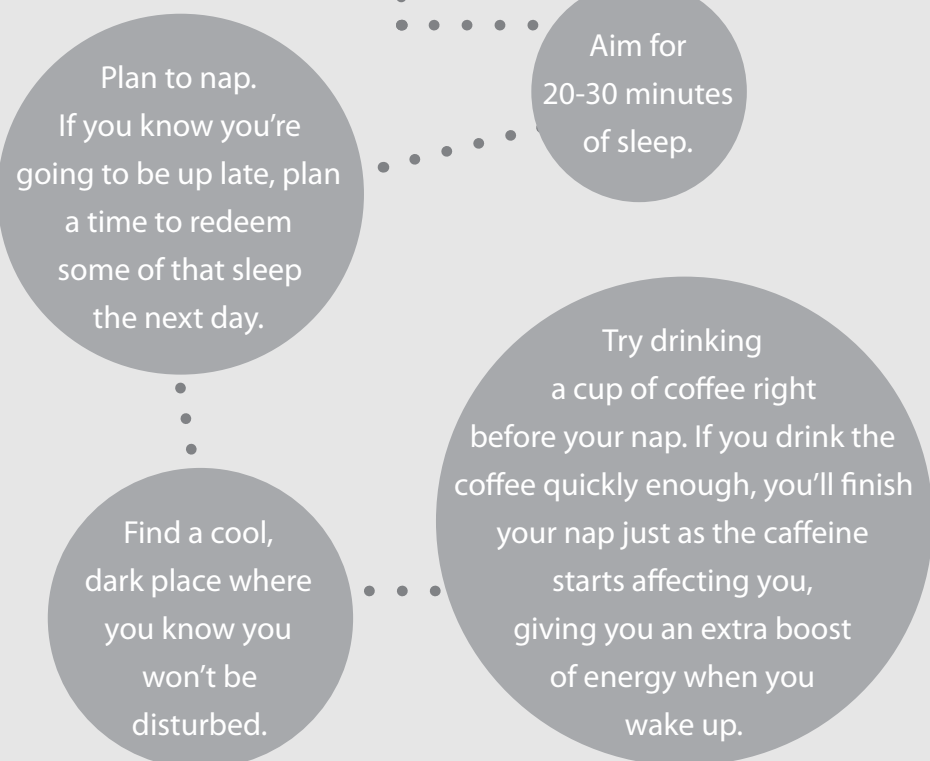 Plan to nap.
If you know you're
going to be up late, plan
a time to redeem
some of that sleep
the next day.
Aim for
20-30 minutes
of sleep.
Find a cool,
dark place where
you know you
won't be
disturbed.
Try drinking
a cup of coffee right
before your nap. If you drink the
coffee quickly enough, you'll finish
your nap just as the caffeine
starts affecting you,
giving you an extra boost
of energy when you
wake up.